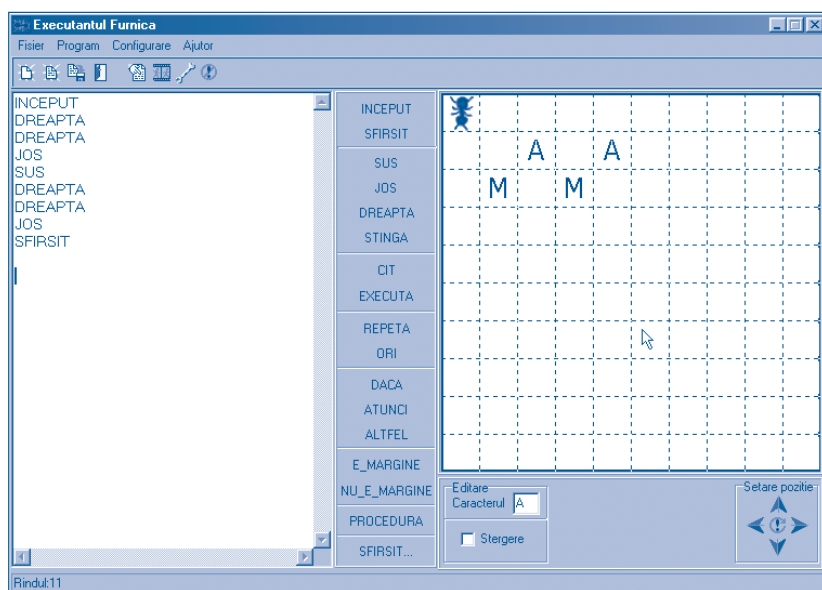 Executantul Furnica
Fisier Program Configurare Ajutor
INCEPUT
DREAPTA
DREAPTA
JOS
SUS
DREAPTA
DREAPTA
JOS
SFIRSIT
INCEPUT
SFIRSIT
SUS
JOS
DREAPTA
STINGA
CIT
EXECUTA
REPETA
ORI
DACA
ATUNCI
ALTFEL
E_MARGINE
NU_E_MARGINE
PROCEDURA
SFIRSIT...
A A
M M
Editare
Caracterul A
Stergere
Setare pozitie
Rindul:11